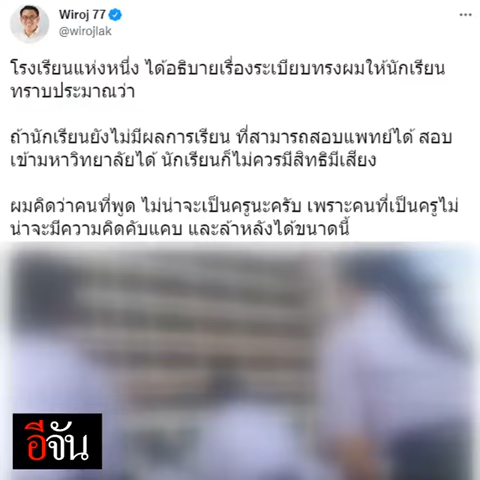 Wiroj 77
@wirojlak
โรงเรียนแห่งหนึ่ง ได้อธิบายเรื่องระเบียบทรงผมให้นักเรียน
ทราบประมาณว่า
ถ้านักเรียนยังไม่มีผลการเรียน ที่สามารถสอบแพทย์ได้ สอบ
เข้ามหาวิทยาลัยได้ นักเรียนก็ไม่ควรมีสิทธิมีเสียง
ผมคิดว่าคนที่พูด ไม่น่าจะเป็นครูนะครับ เพราะคนที่เป็นครูไม่
น่าจะมีความคิดคับแคบ และล้าหลังได้ขนาดนี้
อีจัน